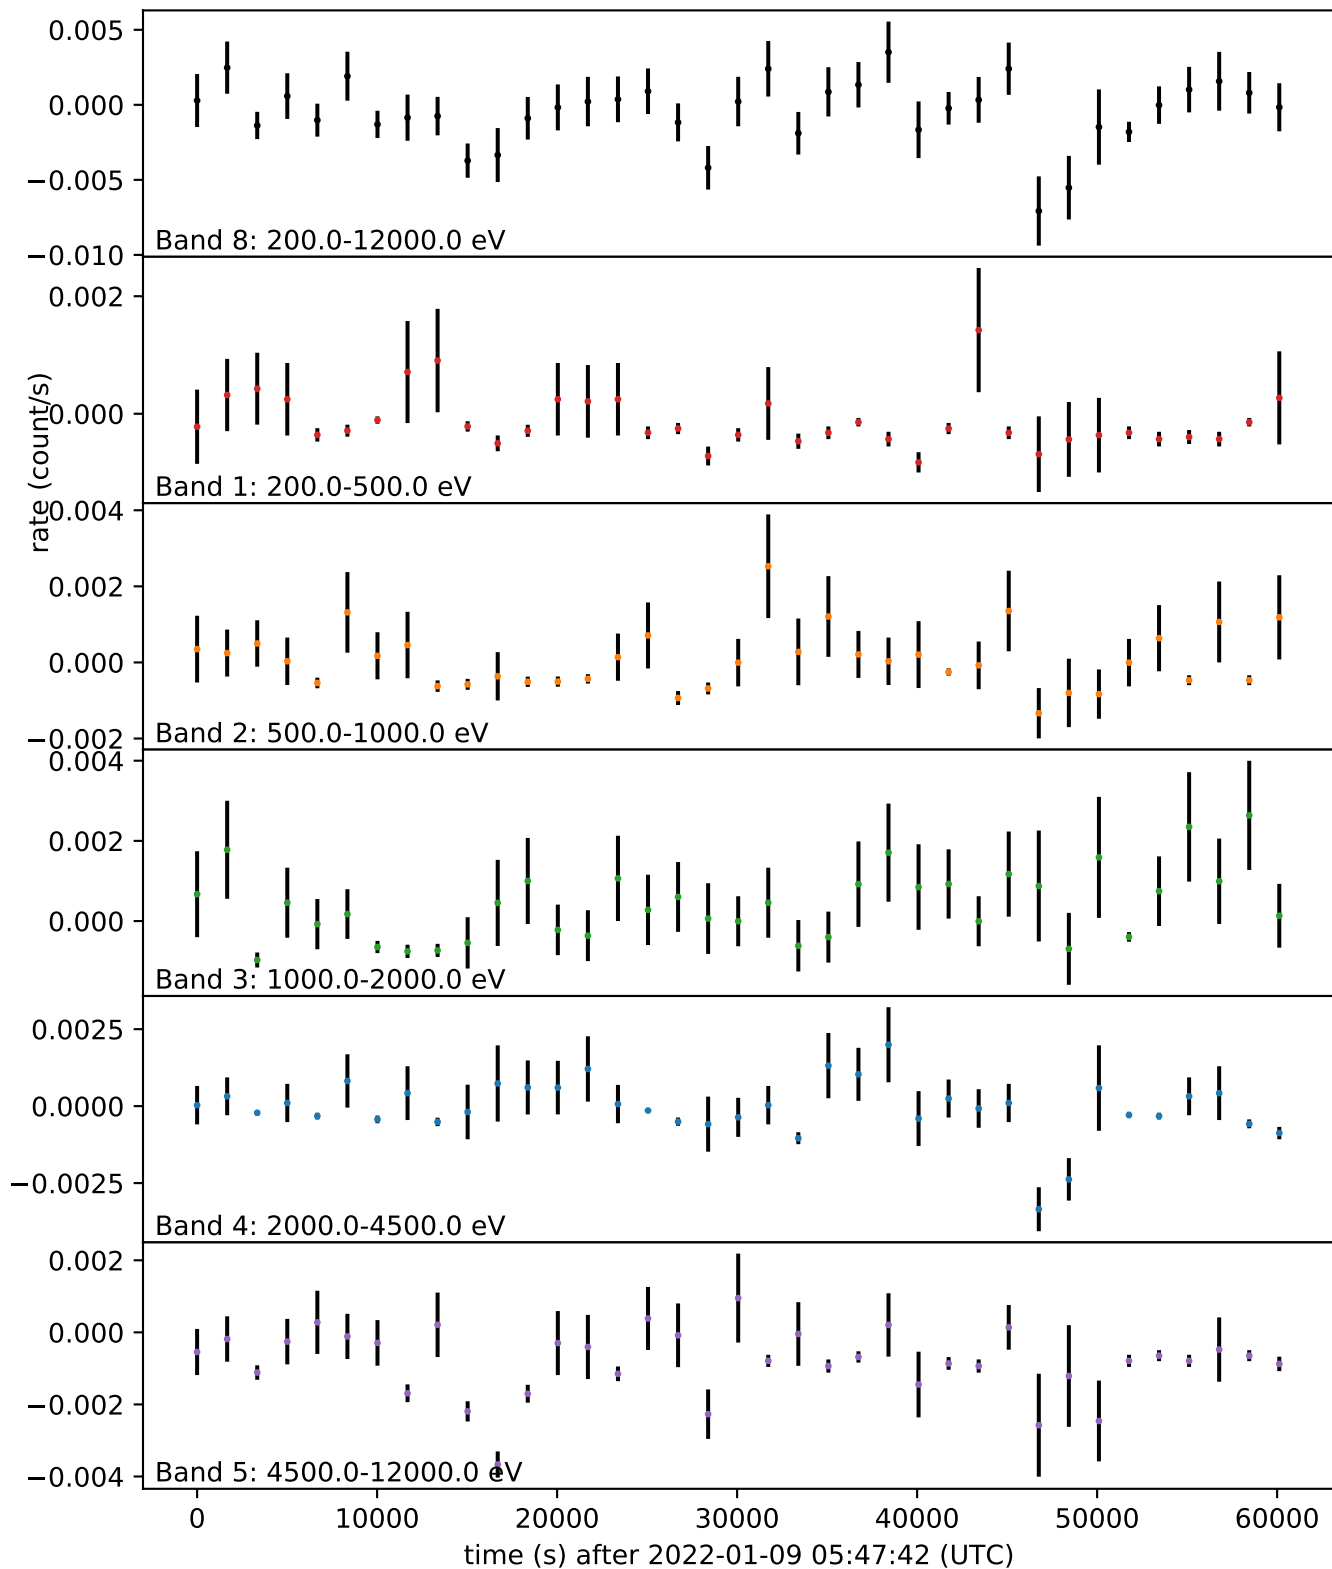 0.005
0.000
−0.005
−0.010
Band 8: 200.0-12000.0 eV
0.002
0.000
Band 1: 200.0-500.0 eV
rate (count/s)
0.004
0.002
0.000
−0.002
Band 2: 500.0-1000.0 eV
0.004
0.002
0.000
Band 3: 1000.0-2000.0 eV
0.0025
0.0000
−0.0025
Band 4: 2000.0-4500.0 eV
0.002
0.000
−0.002
−0.004
Band 5: 4500.0-12000.0 eV
0 10000 20000 30000 40000 50000 60000
time (s) after 2022-01-09 05:47:42 (UTC)